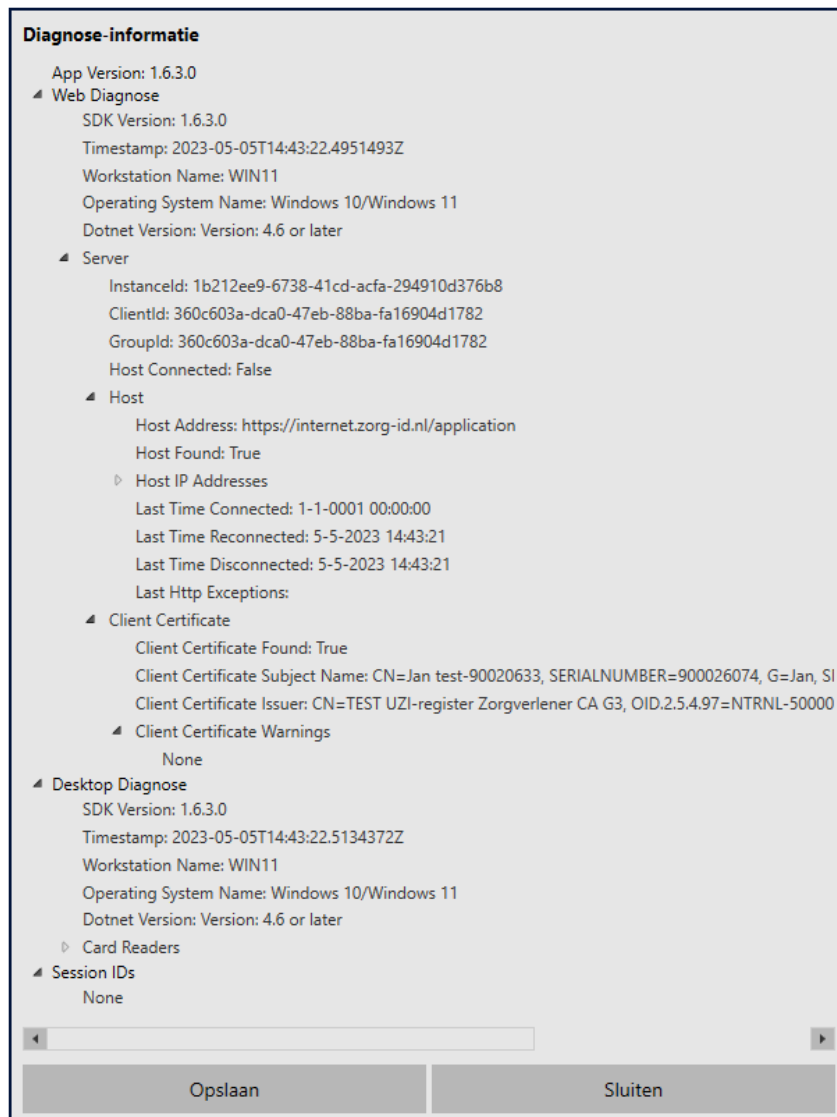 Diagnose-informatie
App Version: 1.6.3.0
Web Diagnose
SDK Version: 1.6.3.0
Timestamp: 2023-05-05T14:43:22.4951493Z
Workstation Name: WIN11
Operating System Name: Windows 10/Windows 11
Dotnet Version: Version: 4.6 or later
Server
InstanceId: 1b212ee9-6738-41cd-acfa-294910d376b8
ClientId: 360c603a-dca0-47eb-88ba-fa16904d1782
GroupId: 360c603a-dca0-47eb-88ba-fa16904d1782
Host Connected: False
Host
Host Address: https://internet.zorg-id.nl/application
Host Found: True
Host IP Addresses
Last Time Connected: 1-1-0001 00:00:00
Last Time Reconnected: 5-5-2023 14:43:21
Last Time Disconnected: 5-5-2023 14:43:21
Last Http Exceptions:
Client Certificate
Client Certificate Found: True
Client Certificate Subject Name: CN=Jan test-90020633, SERIALNUMBER=900026074, G=Jan, SI
Client Certificate Issuer: CN=TEST UZI-register Zorgverlener CA G3, OID.2.5.4.97=NTRNL-50000
Client Certificate Warnings
None
Desktop Diagnose
SDK Version: 1.6.3.0
Timestamp: 2023-05-05T14:43:22.5134372Z
Workstation Name: WIN11
Operating System Name: Windows 10/Windows 11
Dotnet Version: Version: 4.6 or later
Card Readers
Session IDs
None
Opslaan Sluiten